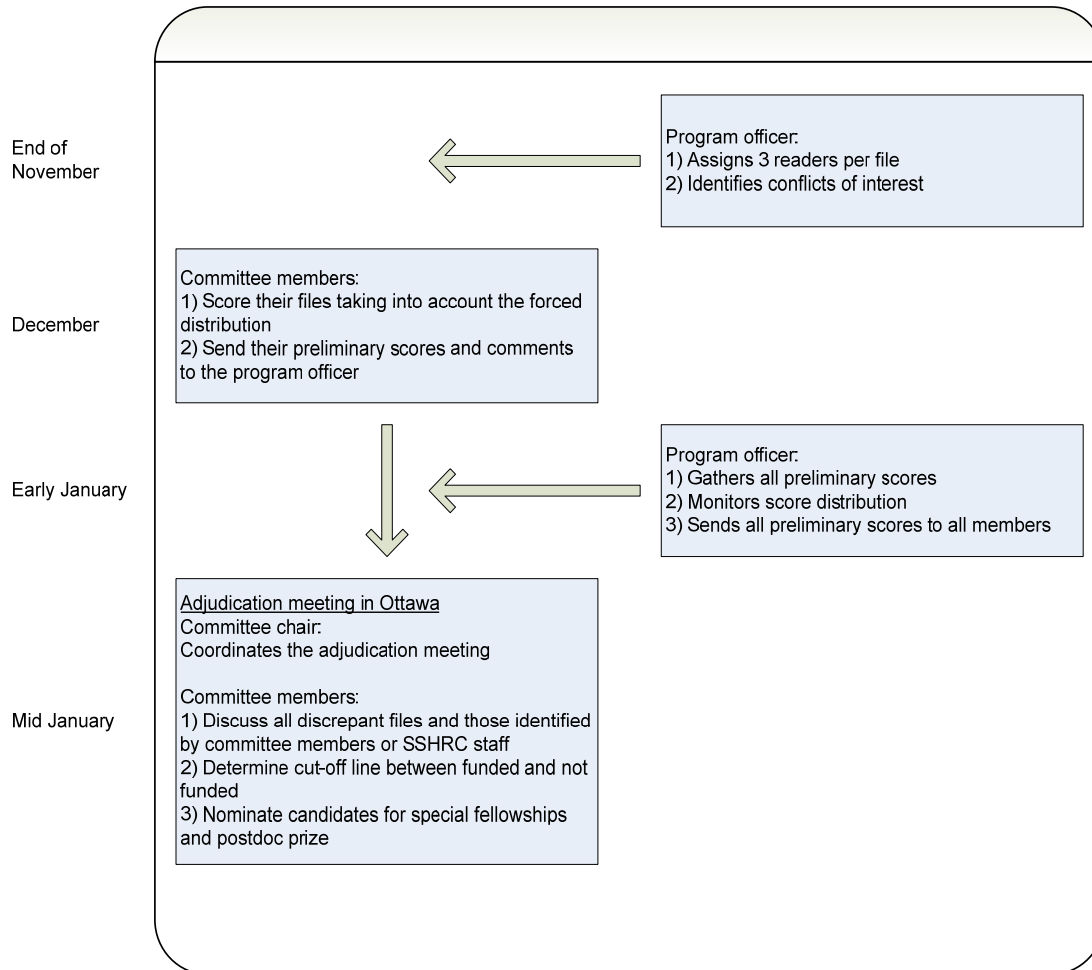 End of
November
Program officer:
1) Assigns 3 readers per file
2) Identifies conflicts of interest
December
Committee members:
1) Score their files taking into account the forced
distribution
2) Send their preliminary scores and comments
to the program officer
Early January
Program officer:
1) Gathers all preliminary scores
2) Monitors score distribution
3) Sends all preliminary scores to all members
Mid January
Adjudication meeting in Ottawa
Committee chair:
Coordinates the adjudication meeting
Committee members:
1) Discuss all discrepant files and those identified
by committee members or SSHRC staff
2) Determine cut-off line between funded and not
funded
3) Nominate candidates for special fellowships
and postdoc prize